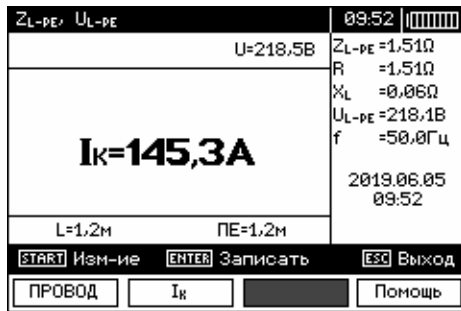 ZL-PE, UL-PE 09:52
U=218,5В
IK=145,3А
L=1,2м ПЕ=1,2м
ZL-PE=1,51Ω
R =1,51Ω
XL =0,06Ω
UL-PE=218,1В
f =50,0Гц
2019.06.05
09:52
START Изм-ие ENTER Записать ESC Выход
ПРОВОД IK Помощь